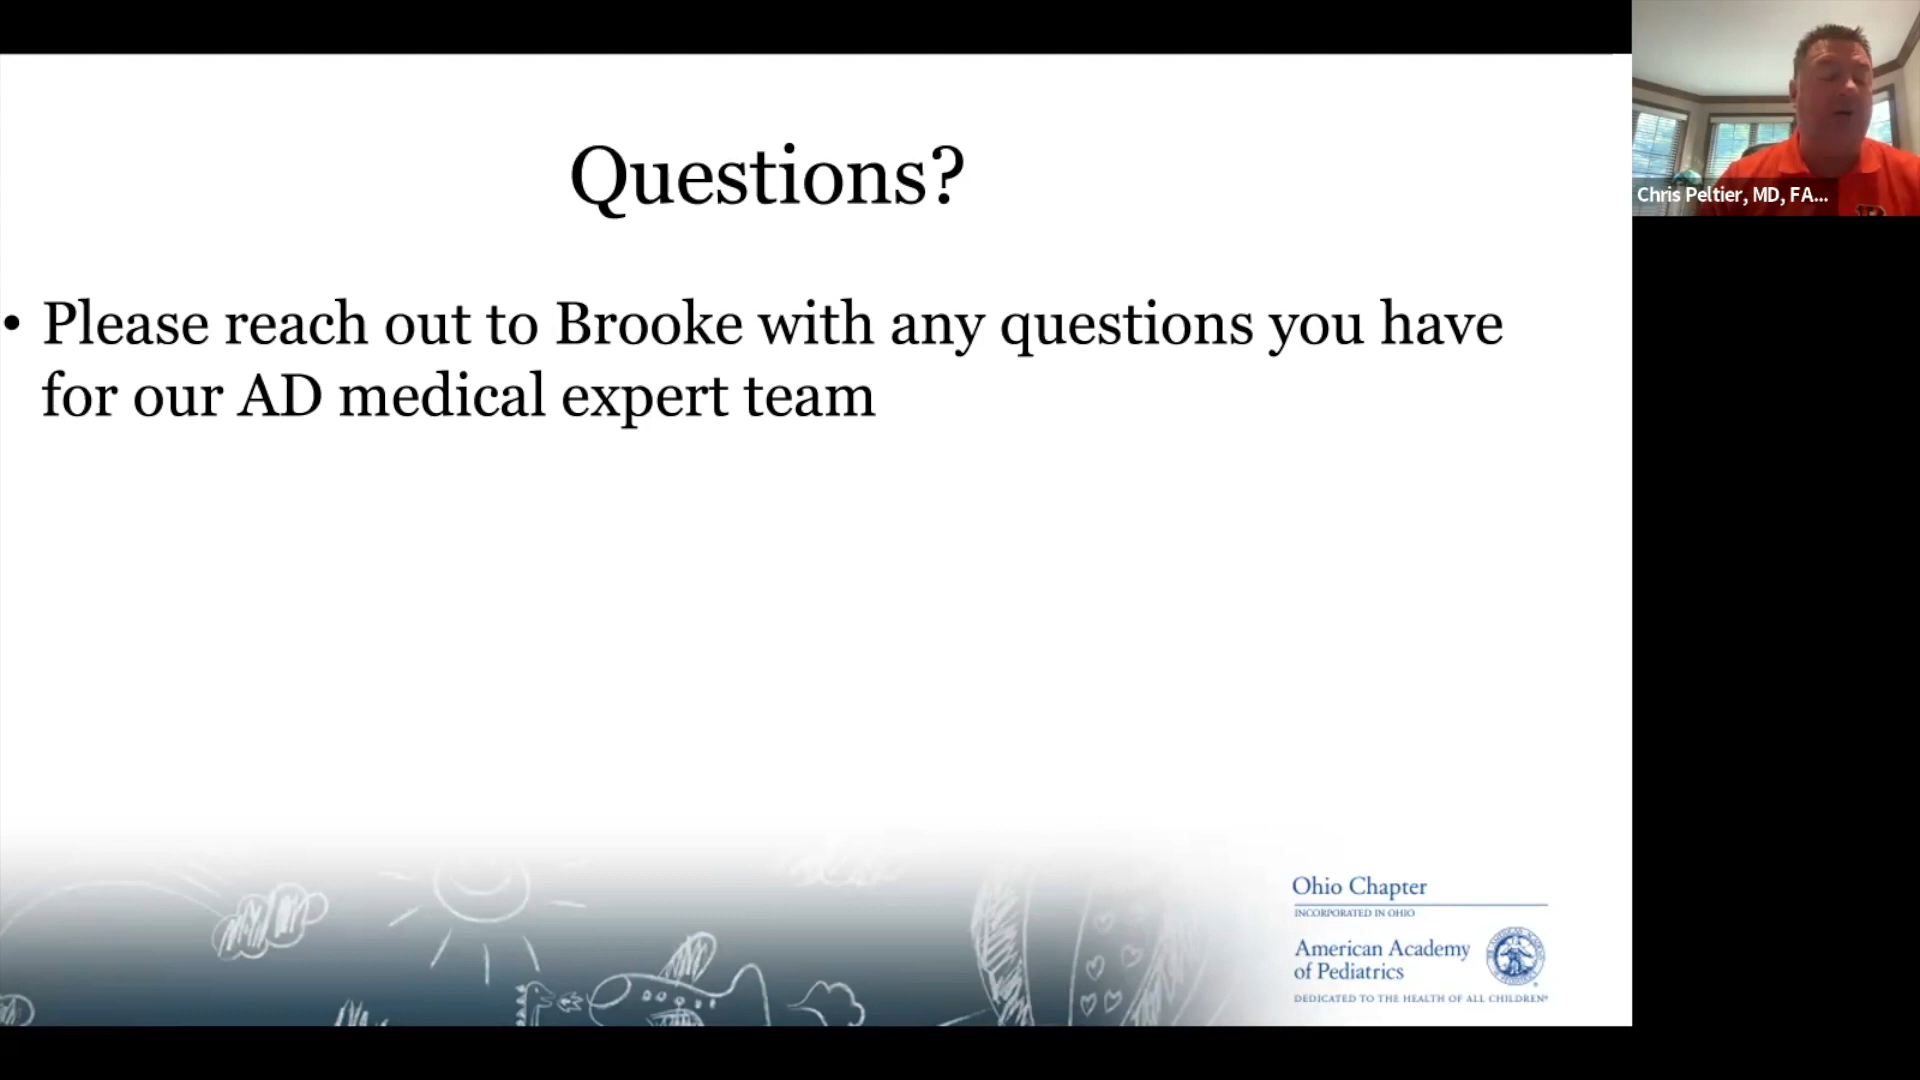 Questions?
• Please reach out to Brooke with any questions you have
for our AD medical expert team
Chris Peltier, MD, FA...
Ohio Chapter
INCORPORATED IN OHIO
American Academy
of Pediatrics
DEDICATED TO THE HEALTH OF ALL CHILDREN®